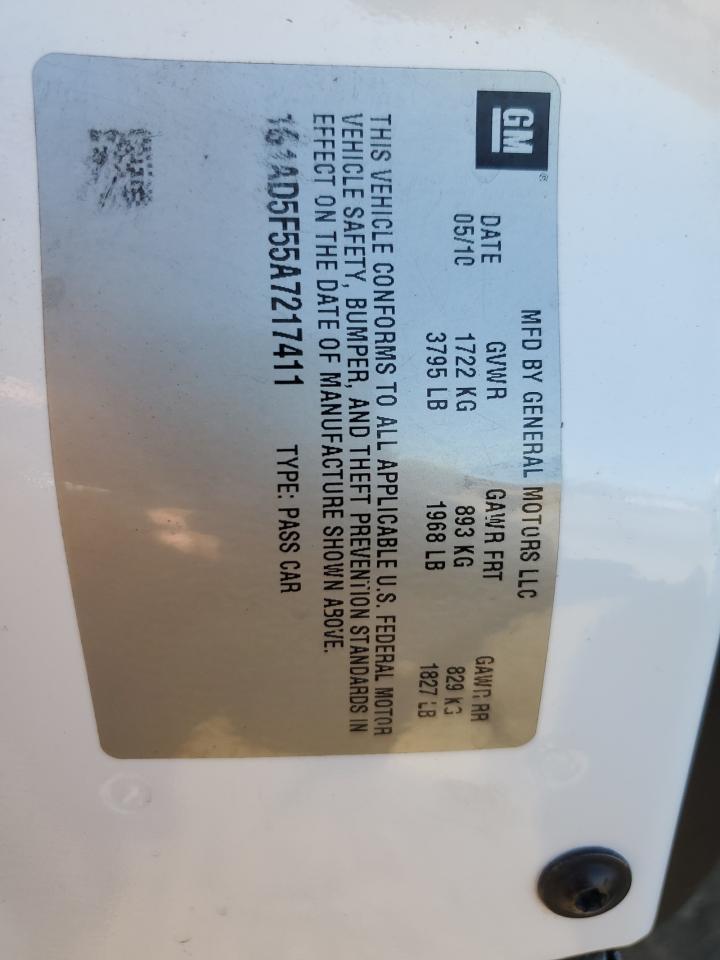 GM
MFD BY GENERAL MOTORS LLC
DATE GVWR GAWR FRT GAWR RR
05/10 1722 KG 893 KG 829 KG
3795 LB 1968 LB 1827 LB
THIS VEHICLE CONFORMS TO ALL APPLICABLE U.S. FEDERAL MOTOR
VEHICLE SAFETY, BUMPER, AND THEFT PREVENTION STANDARDS IN
EFFECT ON THE DATE OF MANUFACTURE SHOWN ABOVE.
1G1AD5F55A7217411 TYPE: PASS CAR